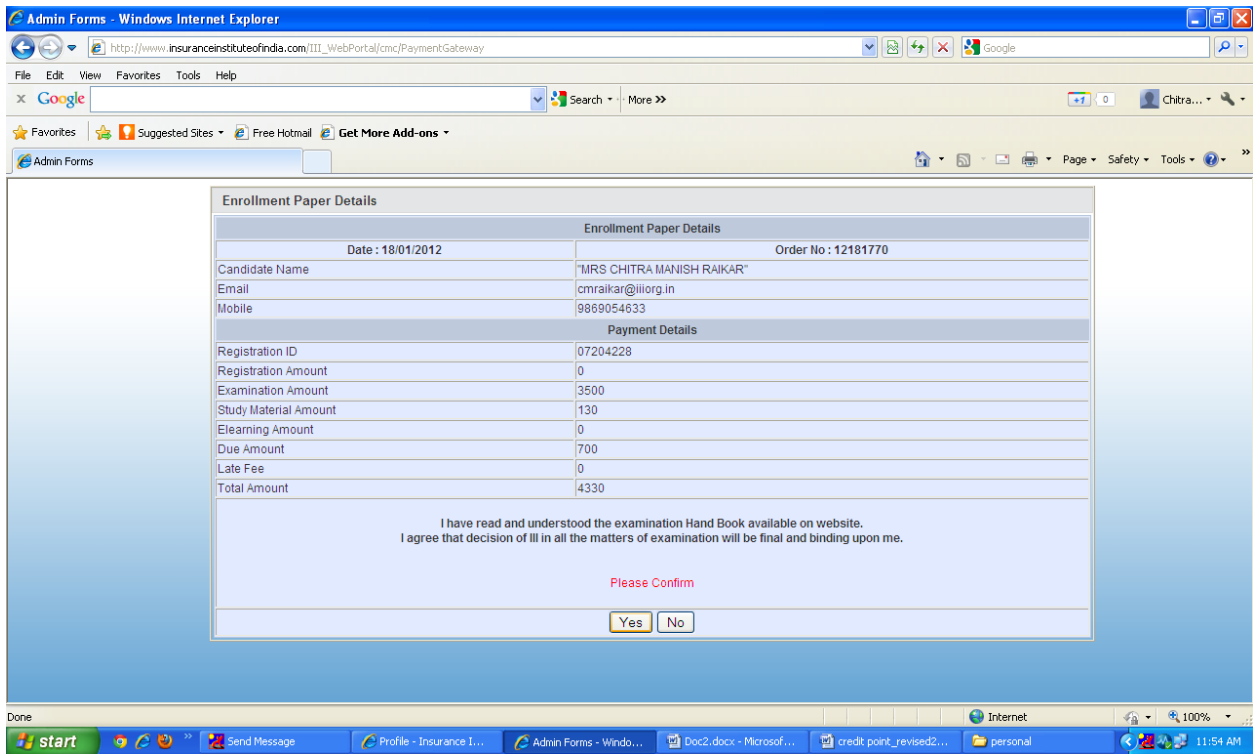 Admin Forms - Windows Internet Explorer
http://www.insuranceinstituteofindia.com/III_WebPortal/cmc/PaymentGateway
Google
File Edit View Favorites Tools Help
x Google Search More >> +1 0 Chitra...
Favorites Suggested Sites Free Hotmail Get More Add-ons
Admin Forms Page Safety Tools >>
Enrollment Paper Details
Enrollment Paper Details
Date : 18/01/2012 Order No : 12181770
Candidate Name "MRS CHITRA MANISH RAIKAR"
Email cmraikar@iiiorg.in
Mobile 9869054633
Payment Details
Registration ID 07204228
Registration Amount 0
Examination Amount 3500
Study Material Amount 130
Elearning Amount 0
Due Amount 700
Late Fee 0
Total Amount 4330
I have read and understood the examination Hand Book available on website.
I agree that decision of III in all the matters of examination will be final and binding upon me.
Please Confirm
Yes No
Done Internet 100%
start >> Send Message Profile - Insurance I... Admin Forms - Windo... Doc2.docx - Microsof... credit point_revised2... personal 11:54 AM